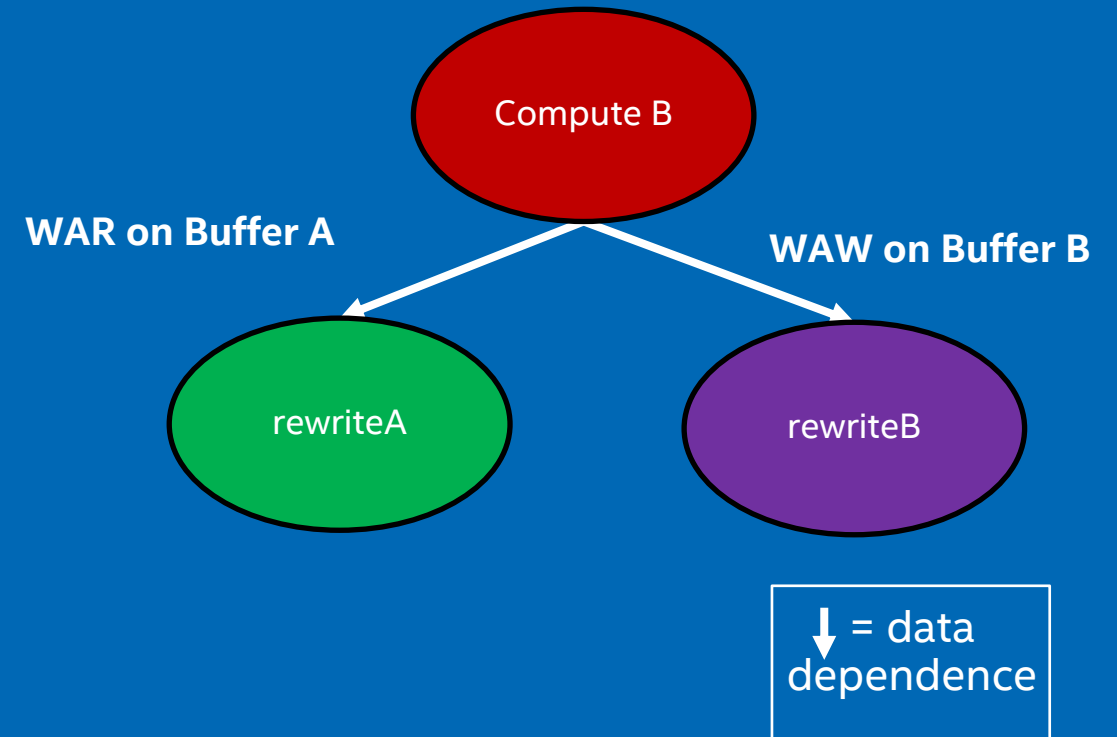 Compute B
WAR on Buffer A
WAW on Buffer B
rewriteA
rewriteB
= data
dependence